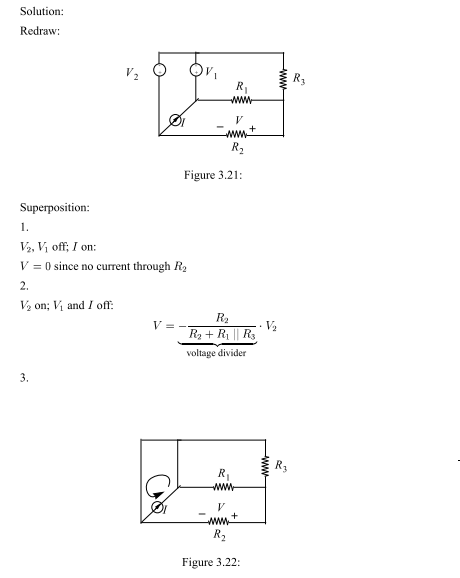 Solution:
Redraw:
V2
V1
R3
R1
I
− V +
R2
Figure 3.21:
Superposition:
1.
V2, V1 off; I on:
V = 0 since no current through R2
2.
V2 on; V1 and I off:
V = − R2 / (R2 + R1 || R3) · V2
voltage divider
3.
R3
R1
I
− V +
R2
Figure 3.22: